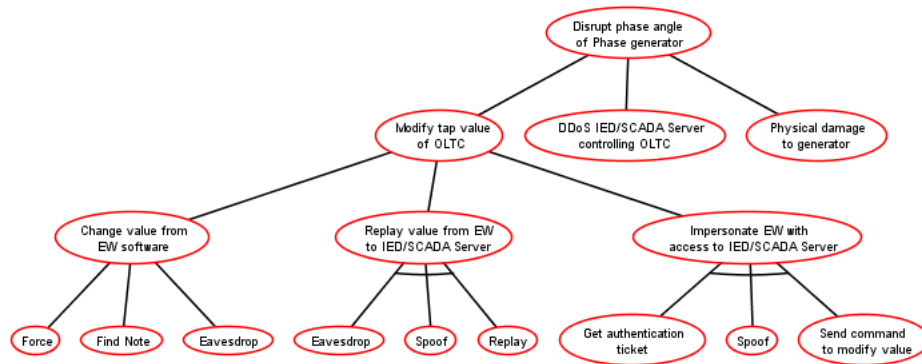 Disrupt phase angle
of Phase generator
Modify tap value
of OLTC
DDoS IED/SCADA Server
controlling OLTC
Physical damage
to generator
Change value from
EW software
Replay value from EW
to IED/SCADA Server
Impersonate EW with
access to IED/SCADA Server
Force
Find Note
Eavesdrop
Eavesdrop
Spoof
Replay
Get authentication
ticket
Spoof
Send command
to modify value